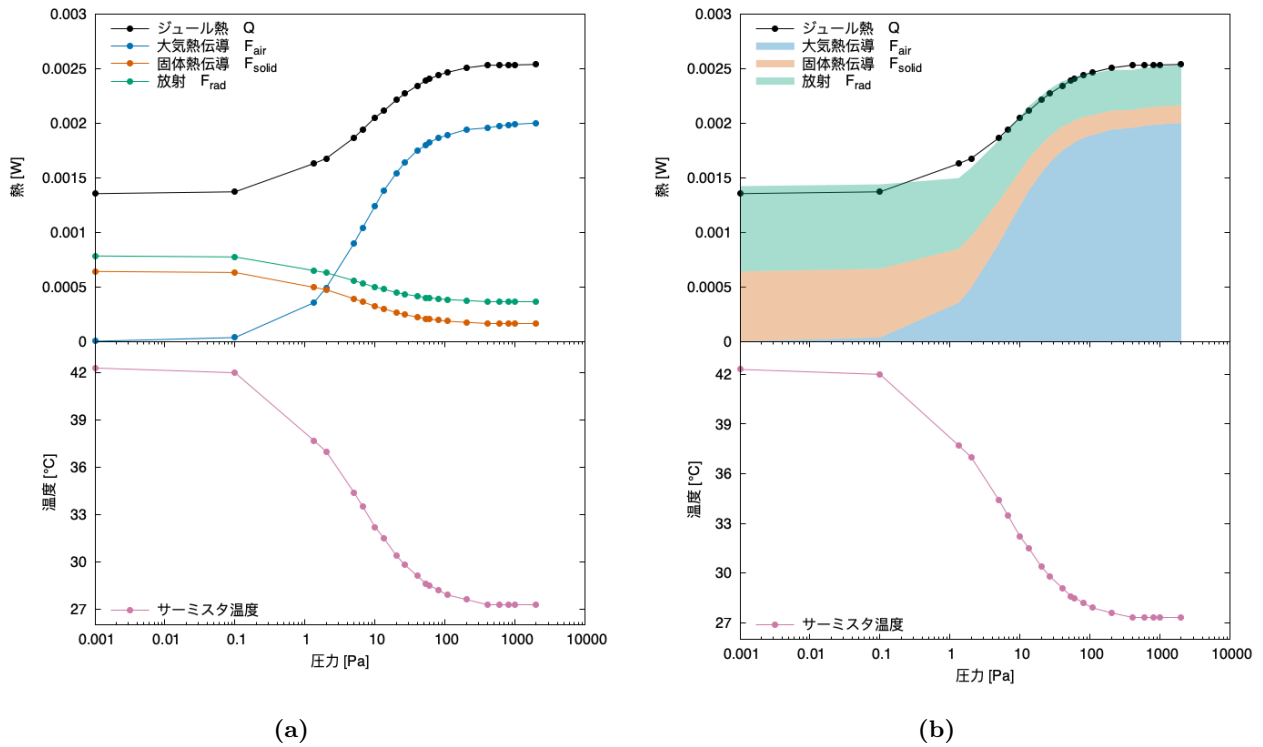 0.003
0.0025
0.002
0.0015
0.001
0.0005
0
熱 [W]
ジュール熱 Q
大気熱伝導 F_air
固体熱伝導 F_solid
放射 F_rad
42
39
36
33
30
27
温度 [°C]
サーミスタ温度
0.001 0.01 0.1 1 10 100 1000 10000
圧力 [Pa]
(a)
0.003
0.0025
0.002
0.0015
0.001
0.0005
0
熱 [W]
ジュール熱 Q
大気熱伝導 F_air
固体熱伝導 F_solid
放射 F_rad
42
39
36
33
30
27
温度 [°C]
サーミスタ温度
0.001 0.01 0.1 1 10 100 1000 10000
圧力 [Pa]
(b)